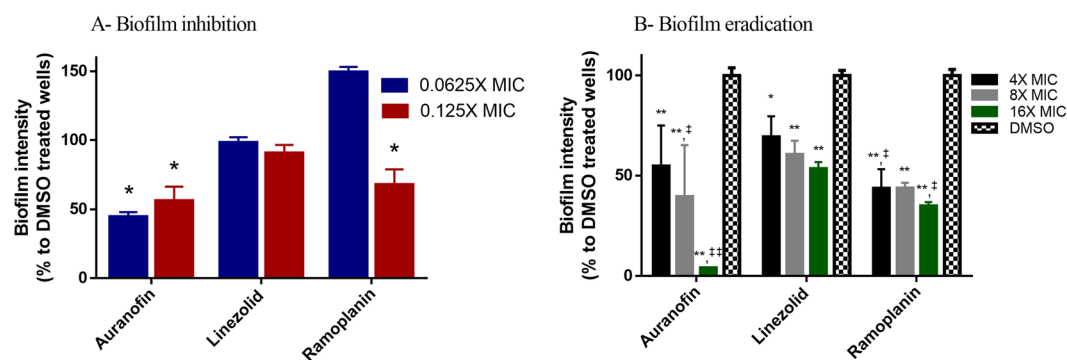 A- Biofilm inhibition
Biofilm intensity
(% to DMSO treated wells)
150
100
50
0
* * *
0.0625X MIC
0.125X MIC
Auranofin
Linezolid
Ramoplanin
B- Biofilm eradication
Biofilm intensity
(% to DMSO treated wells)
100
50
0
** **,‡ **,‡‡
* ** **
**,‡ ** **,‡
4X MIC
8X MIC
16X MIC
DMSO
Auranofin
Linezolid
Ramoplanin